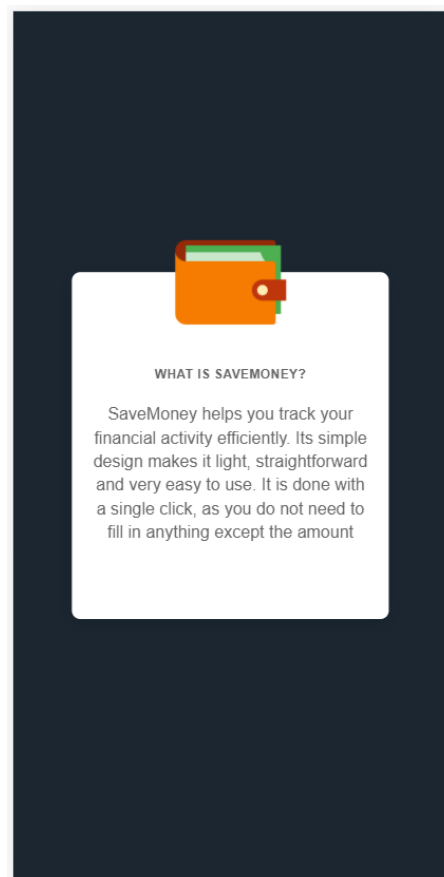 WHAT IS SAVEMONEY?
SaveMoney helps you track your
financial activity efficiently. Its simple
design makes it light, straightforward
and very easy to use. It is done with
a single click, as you do not need to
fill in anything except the amount